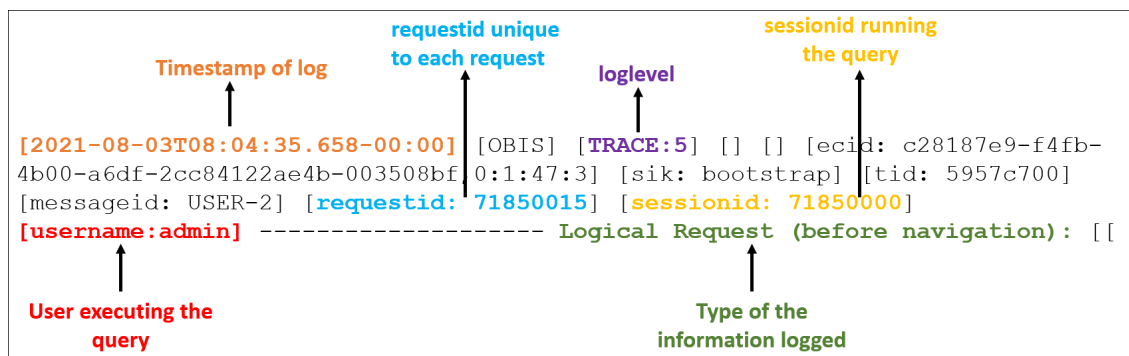 requestid unique
to each request
sessionid running
the query
Timestamp of log
loglevel
[2021-08-03T08:04:35.658-00:00] [OBIS] [TRACE:5] [] [] [ecid: c28187e9-f4fb-
4b00-a6df-2cc84122ae4b-003508bf,0:1:47:3] [sik: bootstrap] [tid: 5957c700]
[messageid: USER-2] [requestid: 71850015] [sessionid: 71850000]
[username:admin] -------------------- Logical Request (before navigation): [[
User executing the
query
Type of the
information logged